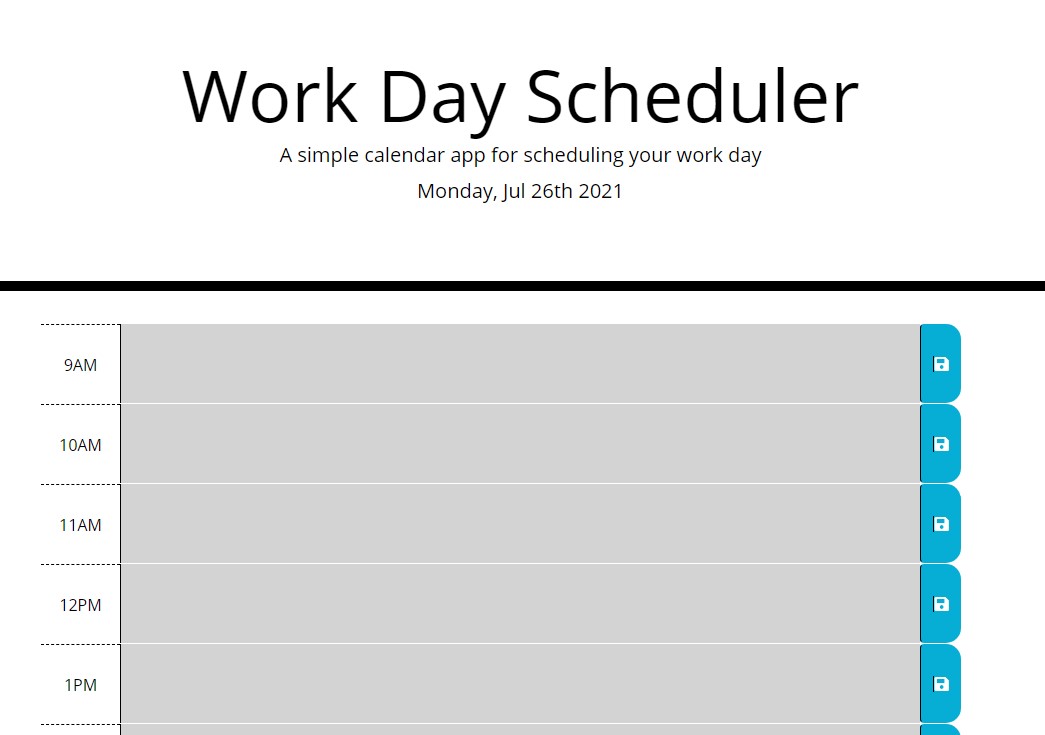 Work Day Scheduler
A simple calendar app for scheduling your work day
Monday, Jul 26th 2021
9AM
10AM
11AM
12PM
1PM